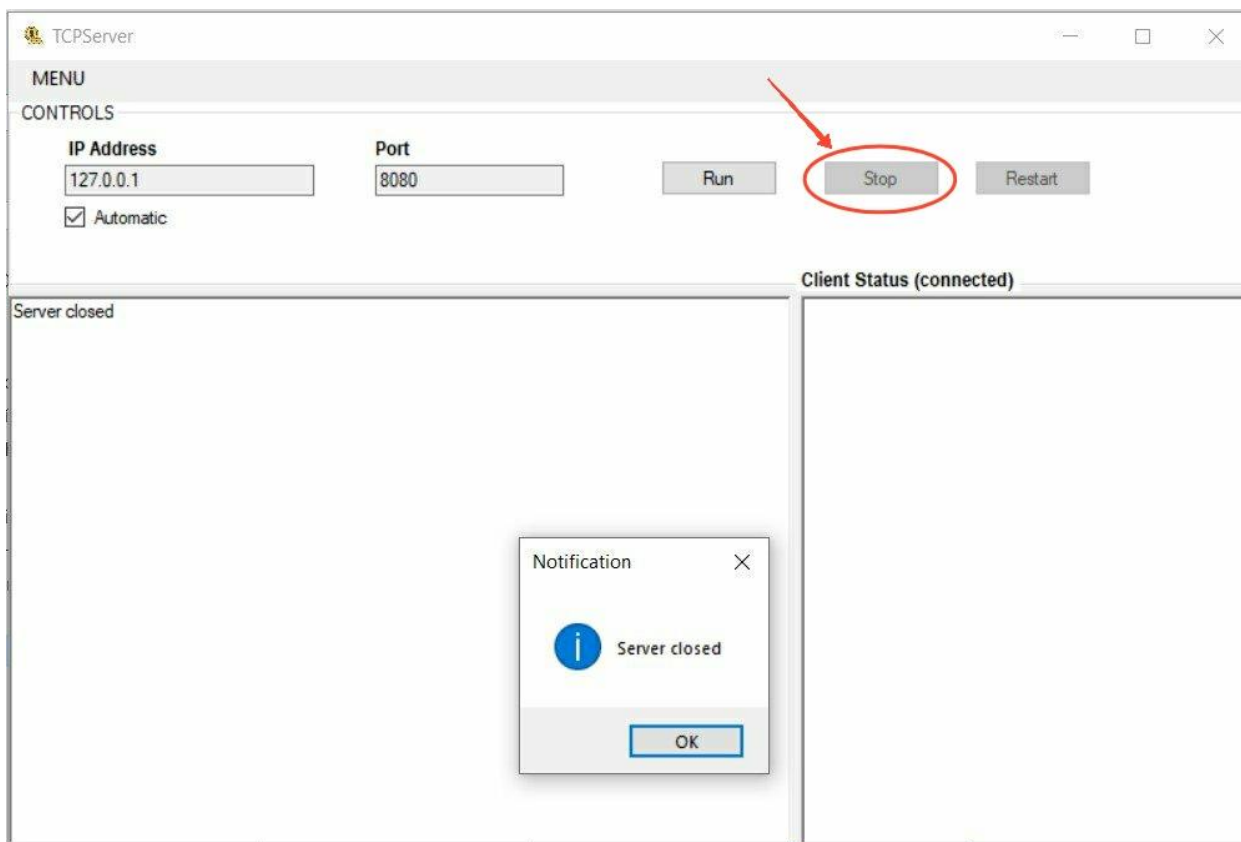 TCPServer
MENU
CONTROLS
IP Address Port
127.0.0.1 8080 Run Stop Restart
Automatic
Client Status (connected)
Server closed
Notification
Server closed
OK